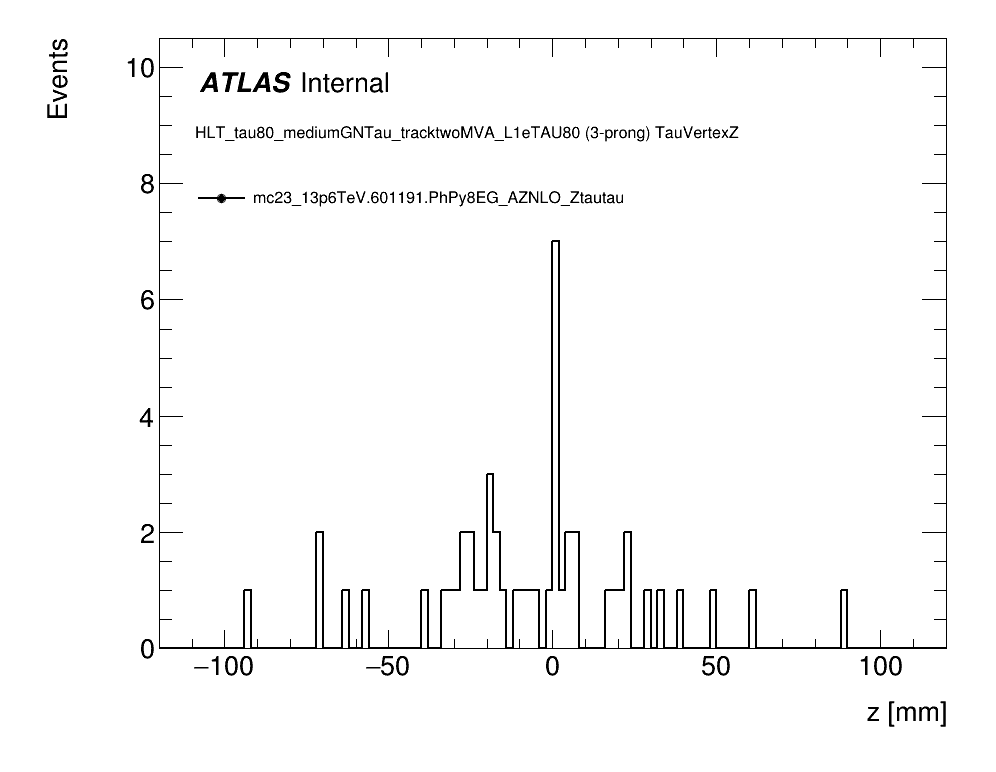 Events
10
ATLAS Internal
HLT_tau80_mediumGNTau_tracktwoMVA_L1eTAU80 (3-prong) TauVertexZ
8
mc23_13p6TeV.601191.PhPy8EG_AZNLO_Ztautau
6
4
2
0
−100 −50 0 50 100
z [mm]